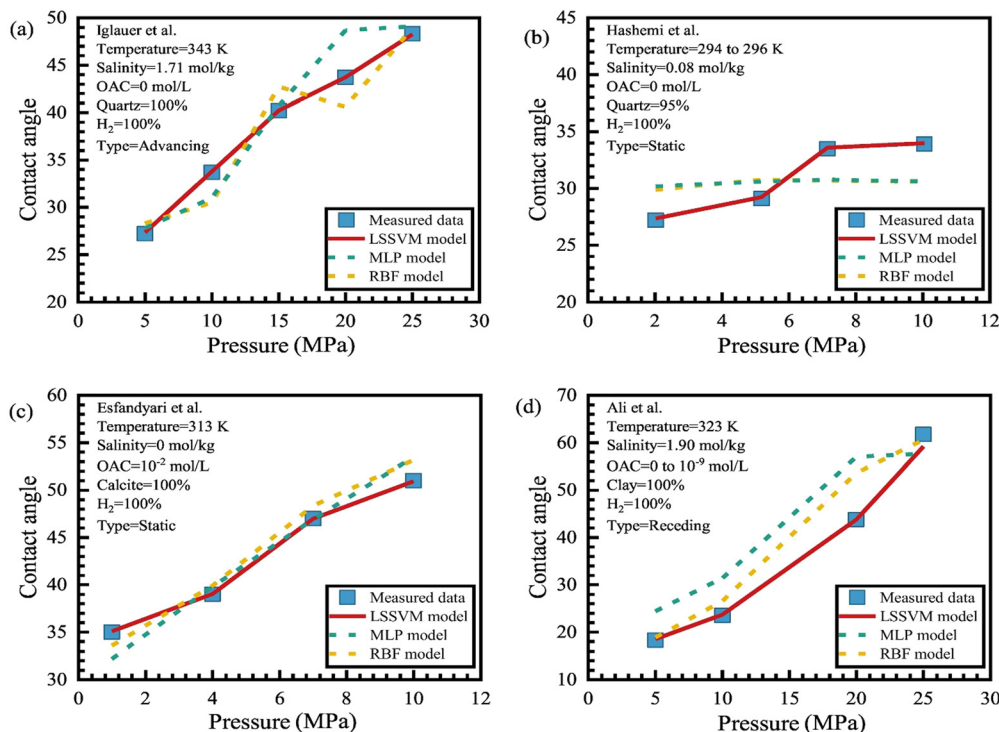 (a)
Iglauer et al.
Temperature=343 K
Salinity=1.71 mol/kg
OAC=0 mol/L
Quartz=100%
H₂=100%
Type=Advancing
Contact angle
50
45
40
35
30
25
20
Measured data
LSSVM model
MLP model
RBF model
0 5 10 15 20 25 30
Pressure (MPa)
(b)
Hashemi et al.
Temperature=294 to 296 K
Salinity=0.08 mol/kg
OAC=0 mol/L
Quartz=95%
H₂=100%
Type=Static
Contact angle
45
40
35
30
25
20
Measured data
LSSVM model
MLP model
RBF model
0 2 4 6 8 10 12
Pressure (MPa)
(c)
Esfandyari et al.
Temperature=313 K
Salinity=0 mol/kg
OAC=10⁻² mol/L
Calcite=100%
H₂=100%
Type=Static
Contact angle
60
55
50
45
40
35
30
Measured data
LSSVM model
MLP model
RBF model
0 2 4 6 8 10 12
Pressure (MPa)
(d)
Ali et al.
Temperature=323 K
Salinity=1.90 mol/kg
OAC=0 to 10⁻⁹ mol/L
Clay=100%
H₂=100%
Type=Receding
Contact angle
70
60
50
40
30
20
10
Measured data
LSSVM model
MLP model
RBF model
0 5 10 15 20 25 30
Pressure (MPa)